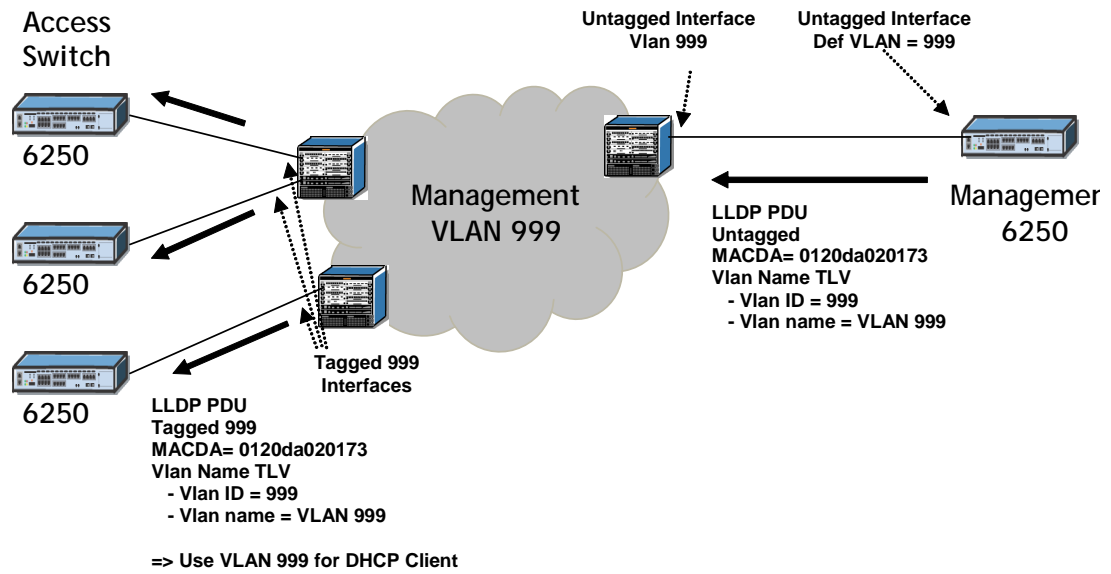 Access
Switch
6250
6250
6250
Untagged Interface
Vlan 999
Untagged Interface
Def VLAN = 999
Management
VLAN 999
Managemen
6250
LLDP PDU
Untagged
MACDA= 0120da020173
Vlan Name TLV
- Vlan ID = 999
- Vlan name = VLAN 999
Tagged 999
Interfaces
LLDP PDU
Tagged 999
MACDA= 0120da020173
Vlan Name TLV
- Vlan ID = 999
- Vlan name = VLAN 999
=> Use VLAN 999 for DHCP Client